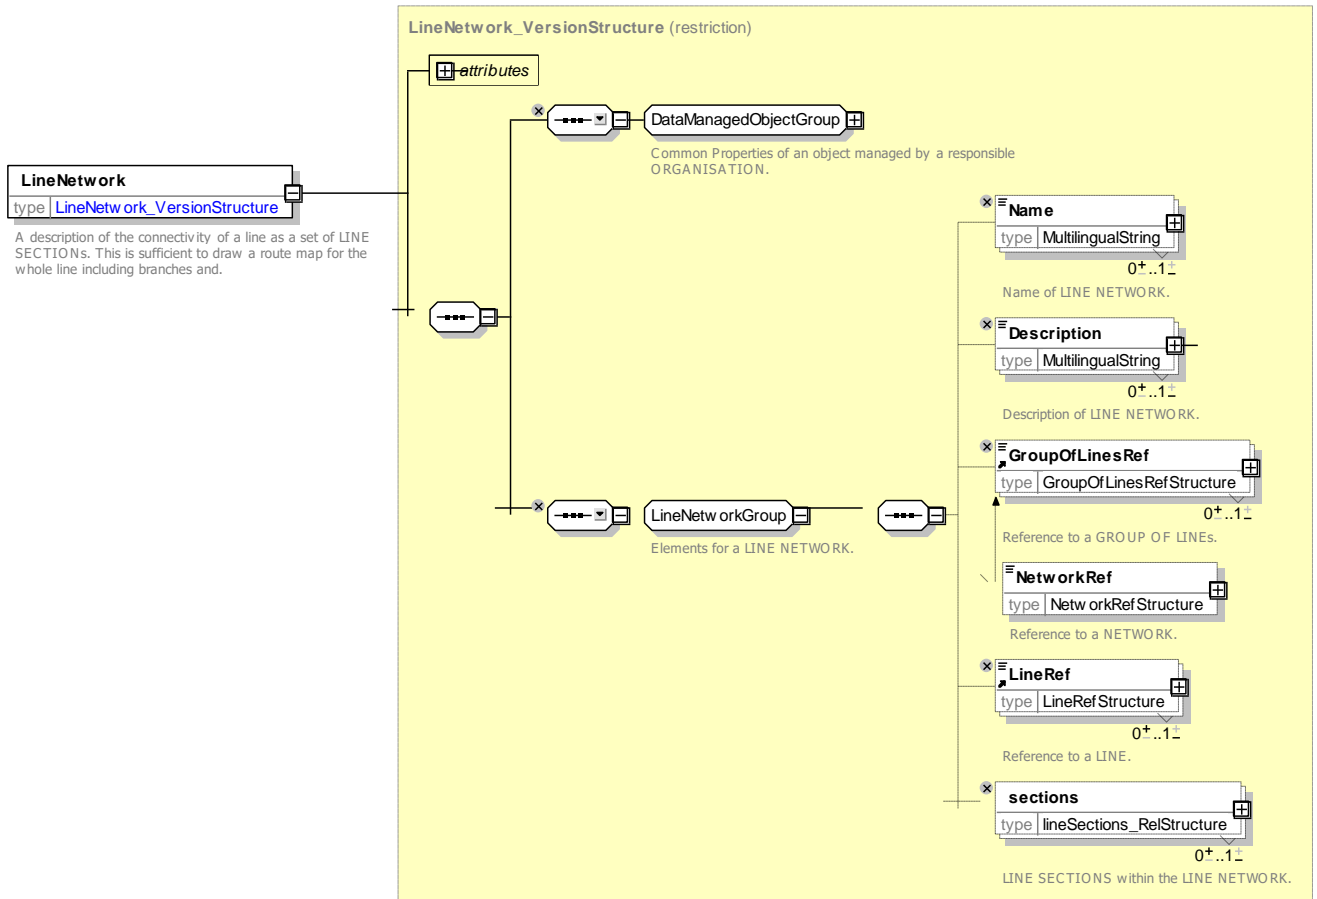 LineNetwork_VersionStructure (restriction)
attributes
DataManagedObjectGroup
Common Properties of an object managed by a responsible
ORGANISATION.
LineNetwork
type LineNetwork_VersionStructure
A description of the connectivity of a line as a set of LINE
SECTIONs. This is sufficient to draw a route map for the
whole line including branches and.
Name
type MultilingualString
0..1
Name of LINE NETWORK.
Description
type MultilingualString
0..1
Description of LINE NETWORK.
GroupOfLinesRef
type GroupOfLinesRefStructure
0..1
Reference to a GROUP OF LINEs.
LineNetworkGroup
Elements for a LINE NETWORK.
NetworkRef
type NetworkRefStructure
Reference to a NETWORK.
LineRef
type LineRefStructure
0..1
Reference to a LINE.
sections
type lineSections_RelStructure
0..1
LINE SECTIONS within the LINE NETWORK.